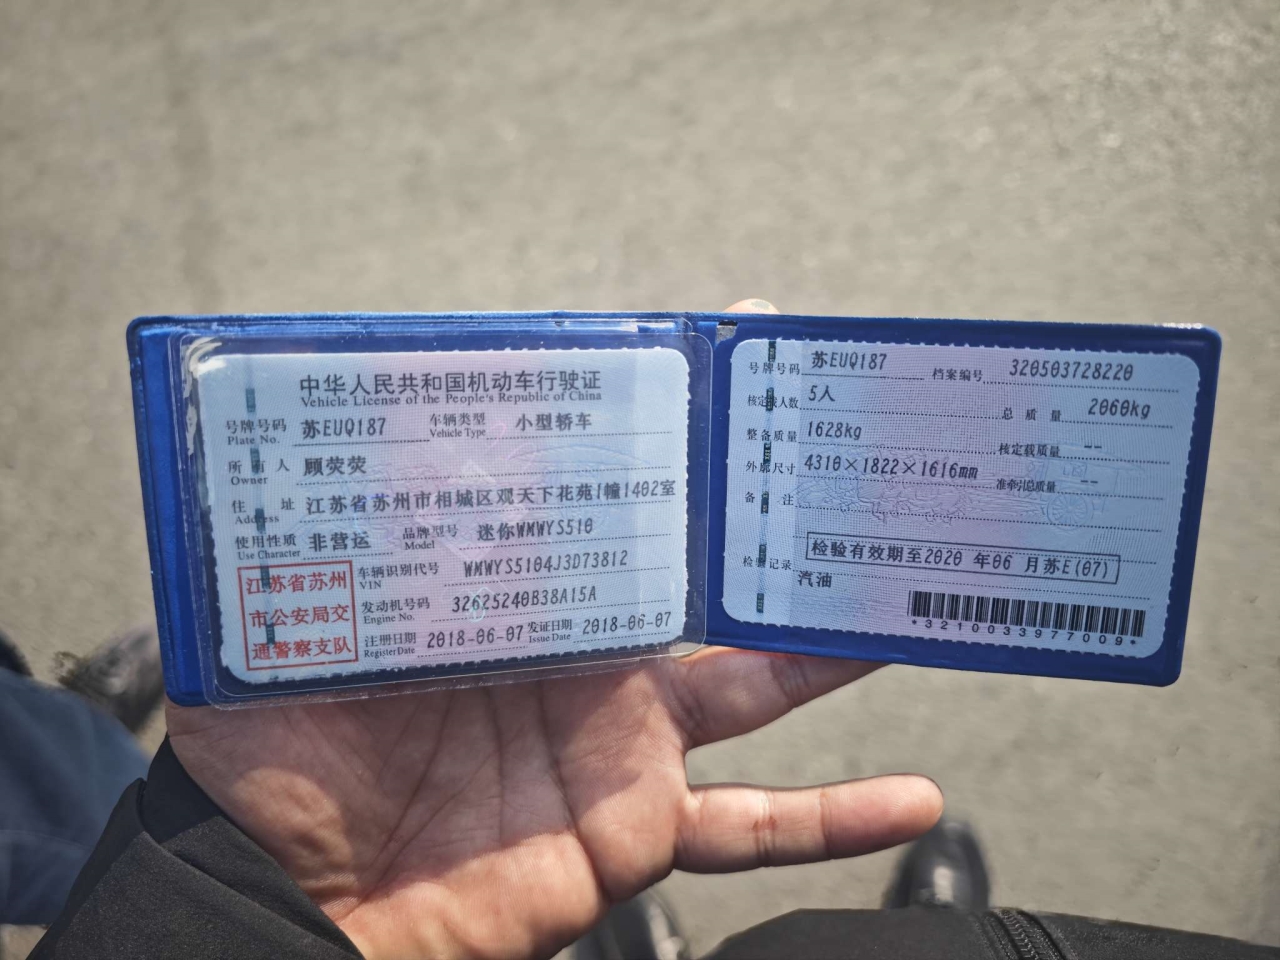 中华人民共和国机动车行驶证
Vehicle License of the People's Republic of China
号牌号码 Plate No. 苏EUQ187 车辆类型 Vehicle Type 小型轿车
所有人 Owner 顾荧荧
住址 Address 江苏省苏州市相城区观天下花苑1幢1402室
使用性质 Use Character 非营运 品牌型号 Model 迷你WMWYS510
车辆识别代号 VIN WMWYS5104J3D73812
发动机号码 Engine No. 32625240B38A15A
注册日期 Register Date 2018-06-07 发证日期 Issue Date 2018-06-07
江苏省苏州
市公安局交
通警察支队
号牌号码 苏EUQ187 档案编号 320503728220
核定载人数 5人 总质量 2060kg
整备质量 1628kg 核定载质量 --
外廓尺寸 4310×1822×1616mm 准牵引总质量 --
备注
检验记录 检验有效期至2020 年06 月苏E(07)
汽油
*3210033977009*